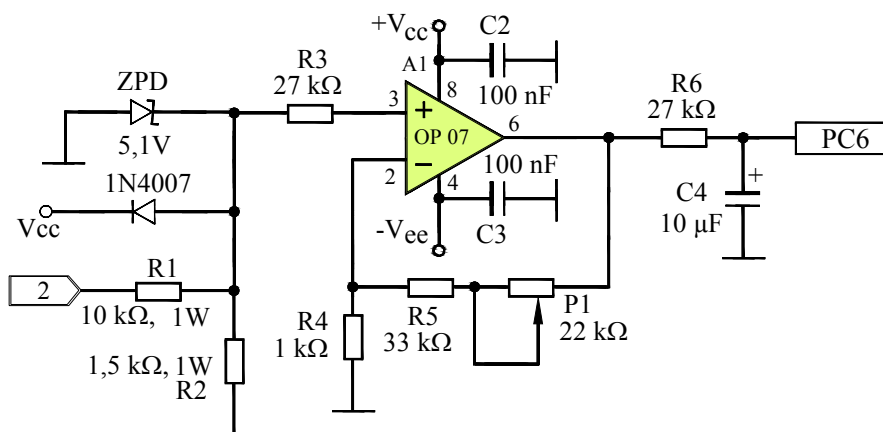 +Vcc
C2
A1
8
100 nF
R3
27 kΩ
ZPD
5,1V
3
+
OP 07
6
R6
27 kΩ
PC6
1N4007
−
2
4
100 nF
C3
-Vee
+
C4
10 µF
Vcc
2
R1
10 kΩ, 1W
R4
1 kΩ
R5
33 kΩ
P1
22 kΩ
1,5 kΩ, 1W
R2